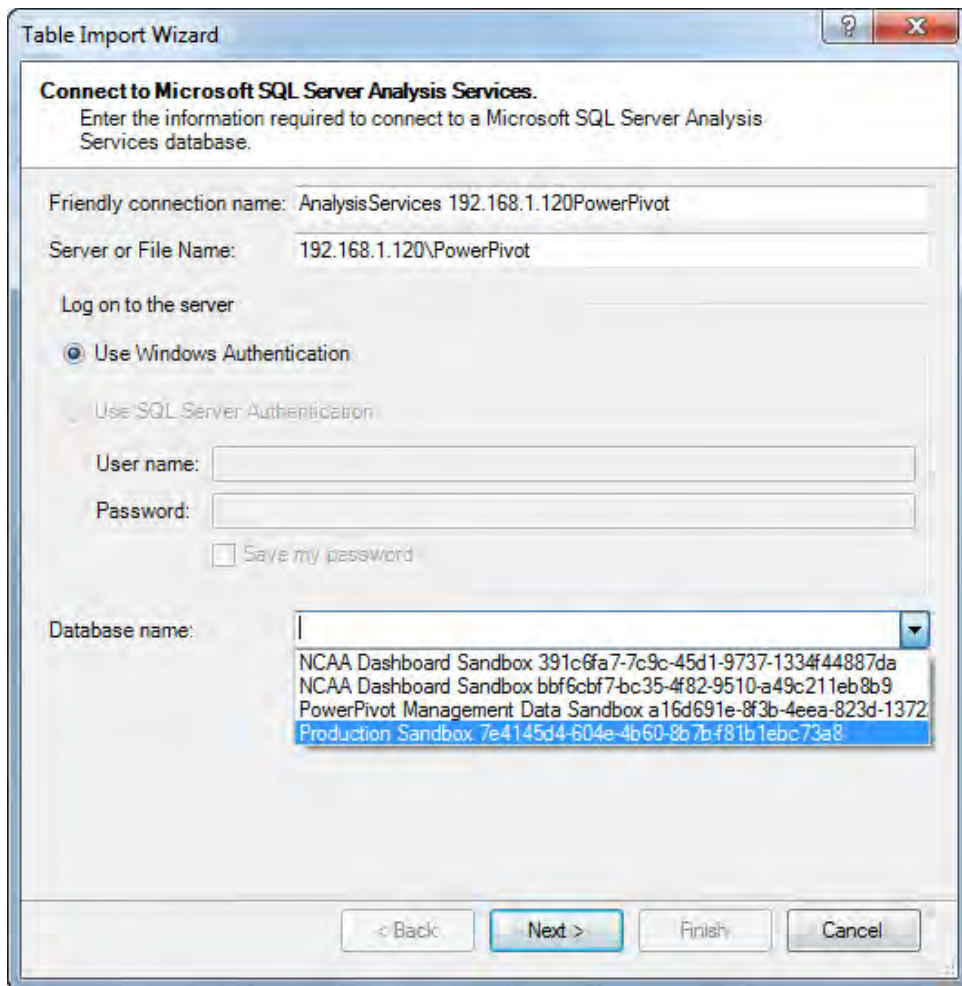 Table Import Wizard
Connect to Microsoft SQL Server Analysis Services.
Enter the information required to connect to a Microsoft SQL Server Analysis
Services database.
Friendly connection name: AnalysisServices 192.168.1.120PowerPivot
Server or File Name: 192.168.1.120\PowerPivot
Log on to the server
Use Windows Authentication
Use SQL Server Authentication
User name:
Password:
Save my password
Database name:
NCAA Dashboard Sandbox 391c6fa7-7c9c-45d1-9737-1334f44887da
NCAA Dashboard Sandbox bbf6cbf7-bc35-4f82-9510-a49c211eb8b9
PowerPivot Management Data Sandbox a16d691e-8f3b-4eea-823d-1372
Production Sandbox 7e4145d4-604e-4b60-8b7b-f81b1ebc73a8
< Back Next > Finish Cancel